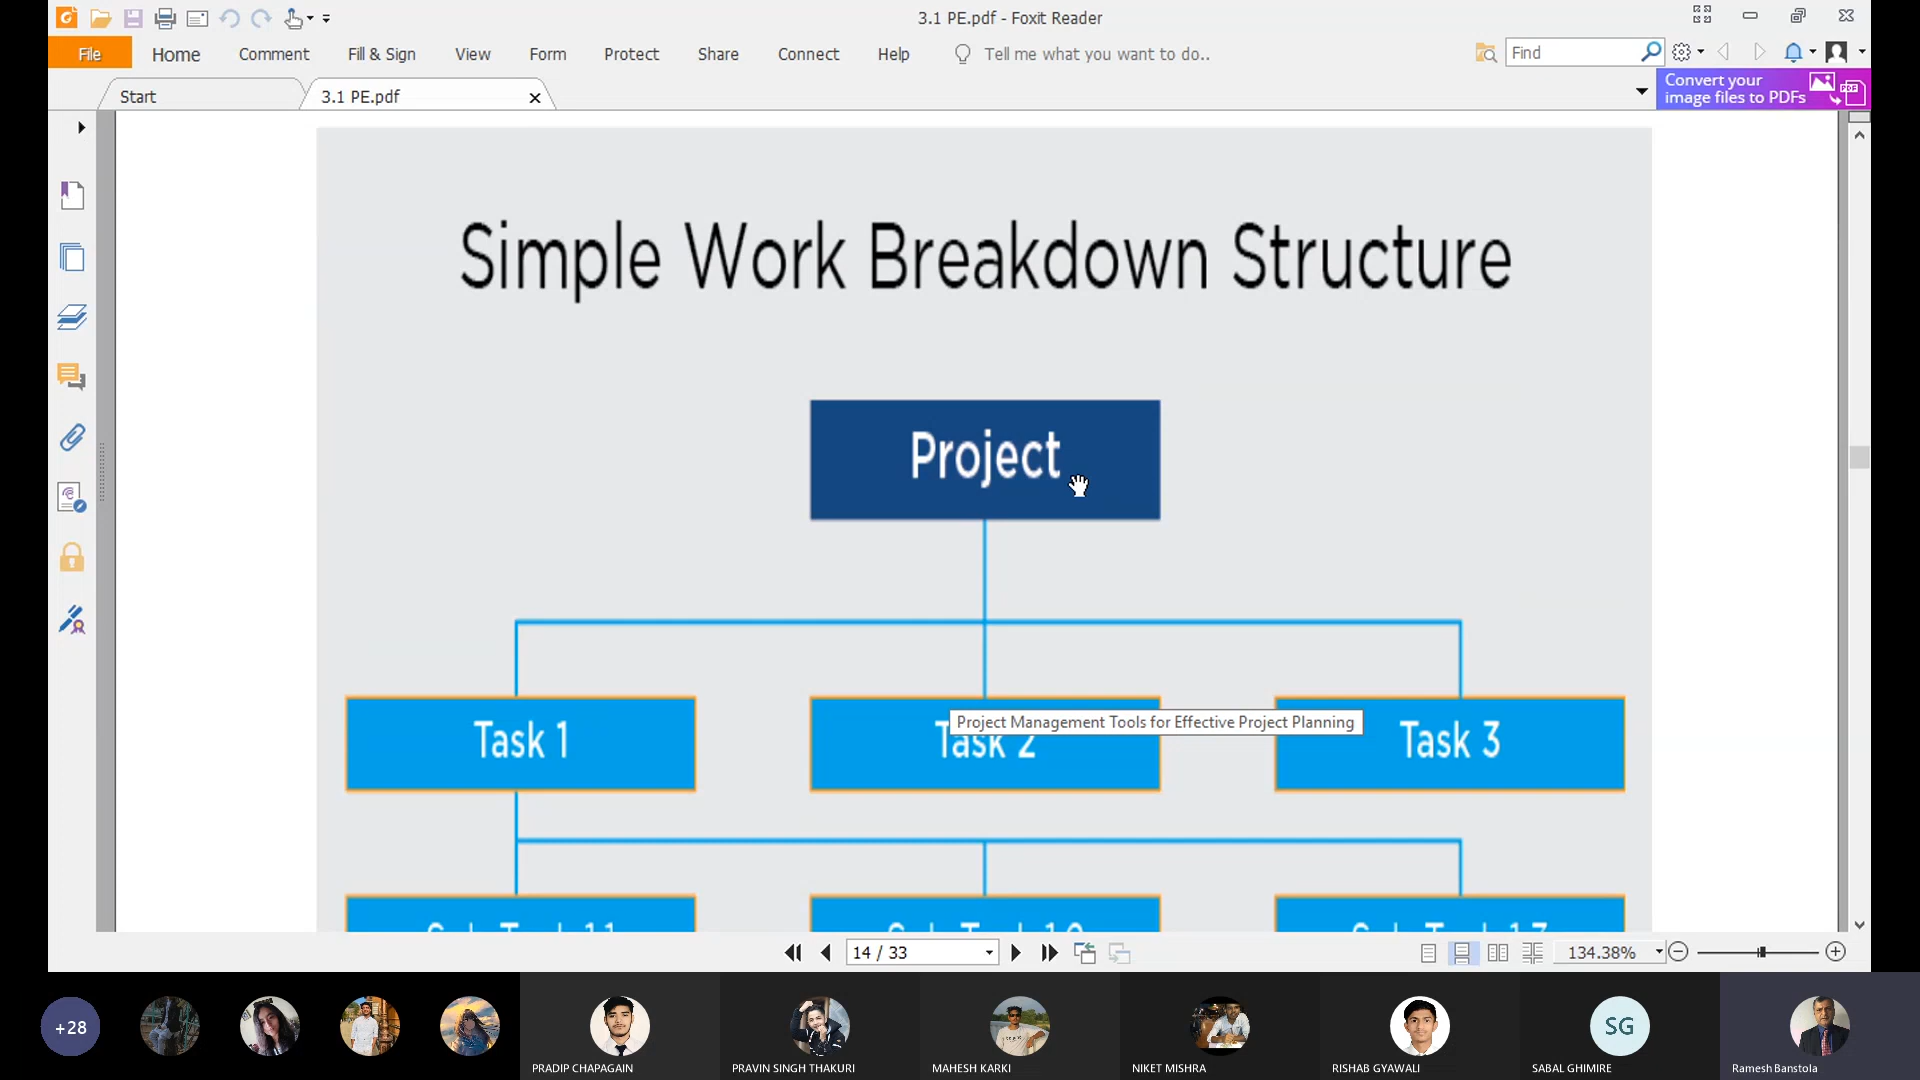 3.1 PE.pdf - Foxit Reader
File Home Comment Fill & Sign View Form Protect Share Connect Help Tell me what you want to do.. Find
Start 3.1 PE.pdf
Convert your
image files to PDFs
Simple Work Breakdown Structure
Project
Project Management Tools for Effective Project Planning
Task 1 Task 2 Task 3
14 / 33 134.38%
+28 SG
PRADIP CHAPAGAIN PRAVIN SINGH THAKURI MAHESH KARKI NIKET MISHRA RISHAB GYAWALI SABAL GHIMIRE Ramesh Banstola